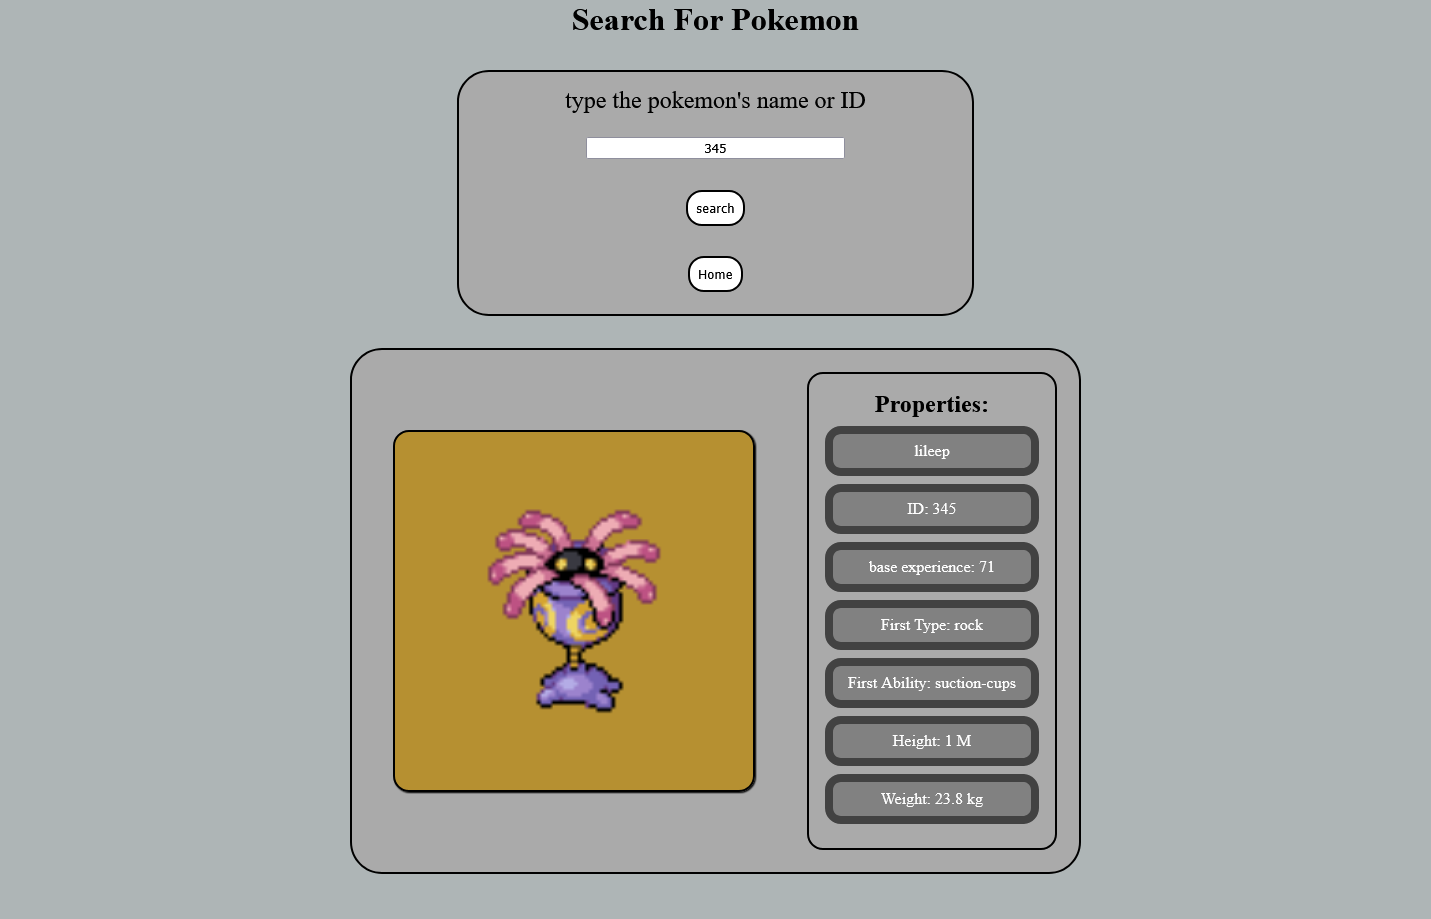 Search For Pokemon
type the pokemon's name or ID
345
search
Home
Properties:
lileep
ID: 345
base experience: 71
First Type: rock
First Ability: suction-cups
Height: 1 M
Weight: 23.8 kg